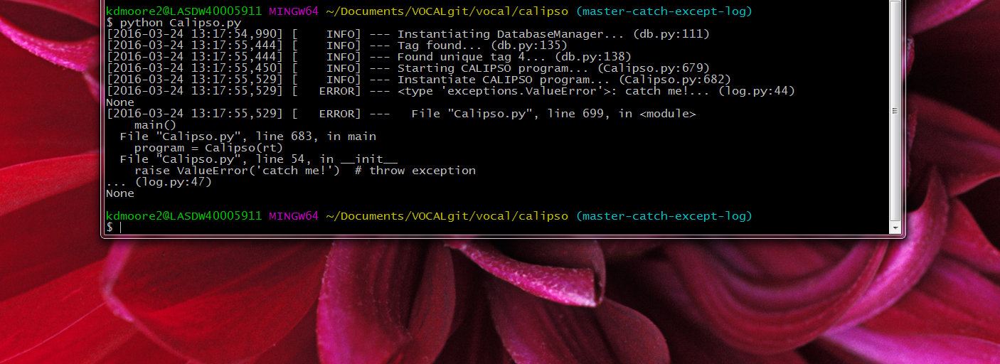 kdmoore2@LASDW40005911 MINGW64 ~/Documents/VOCALgit/vocal/calipso (master-catch-except-log)
$ python Calipso.py
[2016-03-24 13:17:54,990] [    INFO] --- Instantiating DatabaseManager... (db.py:111)
[2016-03-24 13:17:55,444] [    INFO] --- Tag found... (db.py:135)
[2016-03-24 13:17:55,444] [    INFO] --- Found unique tag 4... (db.py:138)
[2016-03-24 13:17:55,450] [    INFO] --- Starting CALIPSO program... (Calipso.py:679)
[2016-03-24 13:17:55,529] [    INFO] --- Instantiate CALIPSO program... (Calipso.py:682)
[2016-03-24 13:17:55,529] [   ERROR] --- <type 'exceptions.ValueError'>: catch me!... (log.py:44)
None
[2016-03-24 13:17:55,529] [   ERROR] ---   File "Calipso.py", line 699, in <module>
    main()
  File "Calipso.py", line 683, in main
    program = Calipso(rt)
  File "Calipso.py", line 54, in __init__
    raise ValueError('catch me!')  # throw exception
... (log.py:47)
None
kdmoore2@LASDW40005911 MINGW64 ~/Documents/VOCALgit/vocal/calipso (master-catch-except-log)
$